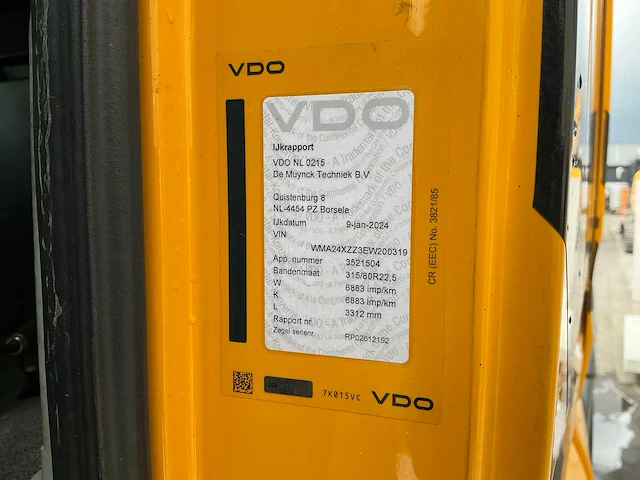 VDO
VDO
IJkrapport
VDO NL 0215
De Muynck Techniek B.V.
Quistenburg 8
NL-4454 PZ Borsele
IJkdatum 9-jan-2024
VIN
WMA24XZZ3EW200319
App. nummer 3521504
Bandenmaat 315/80R22,5
W 6883 imp/km
K 6883 imp/km
L 3312 mm
Rapport nr.
Zegel serienr. RP02612192
CR (EEC) No. 3821/85
7K015VC
VDO